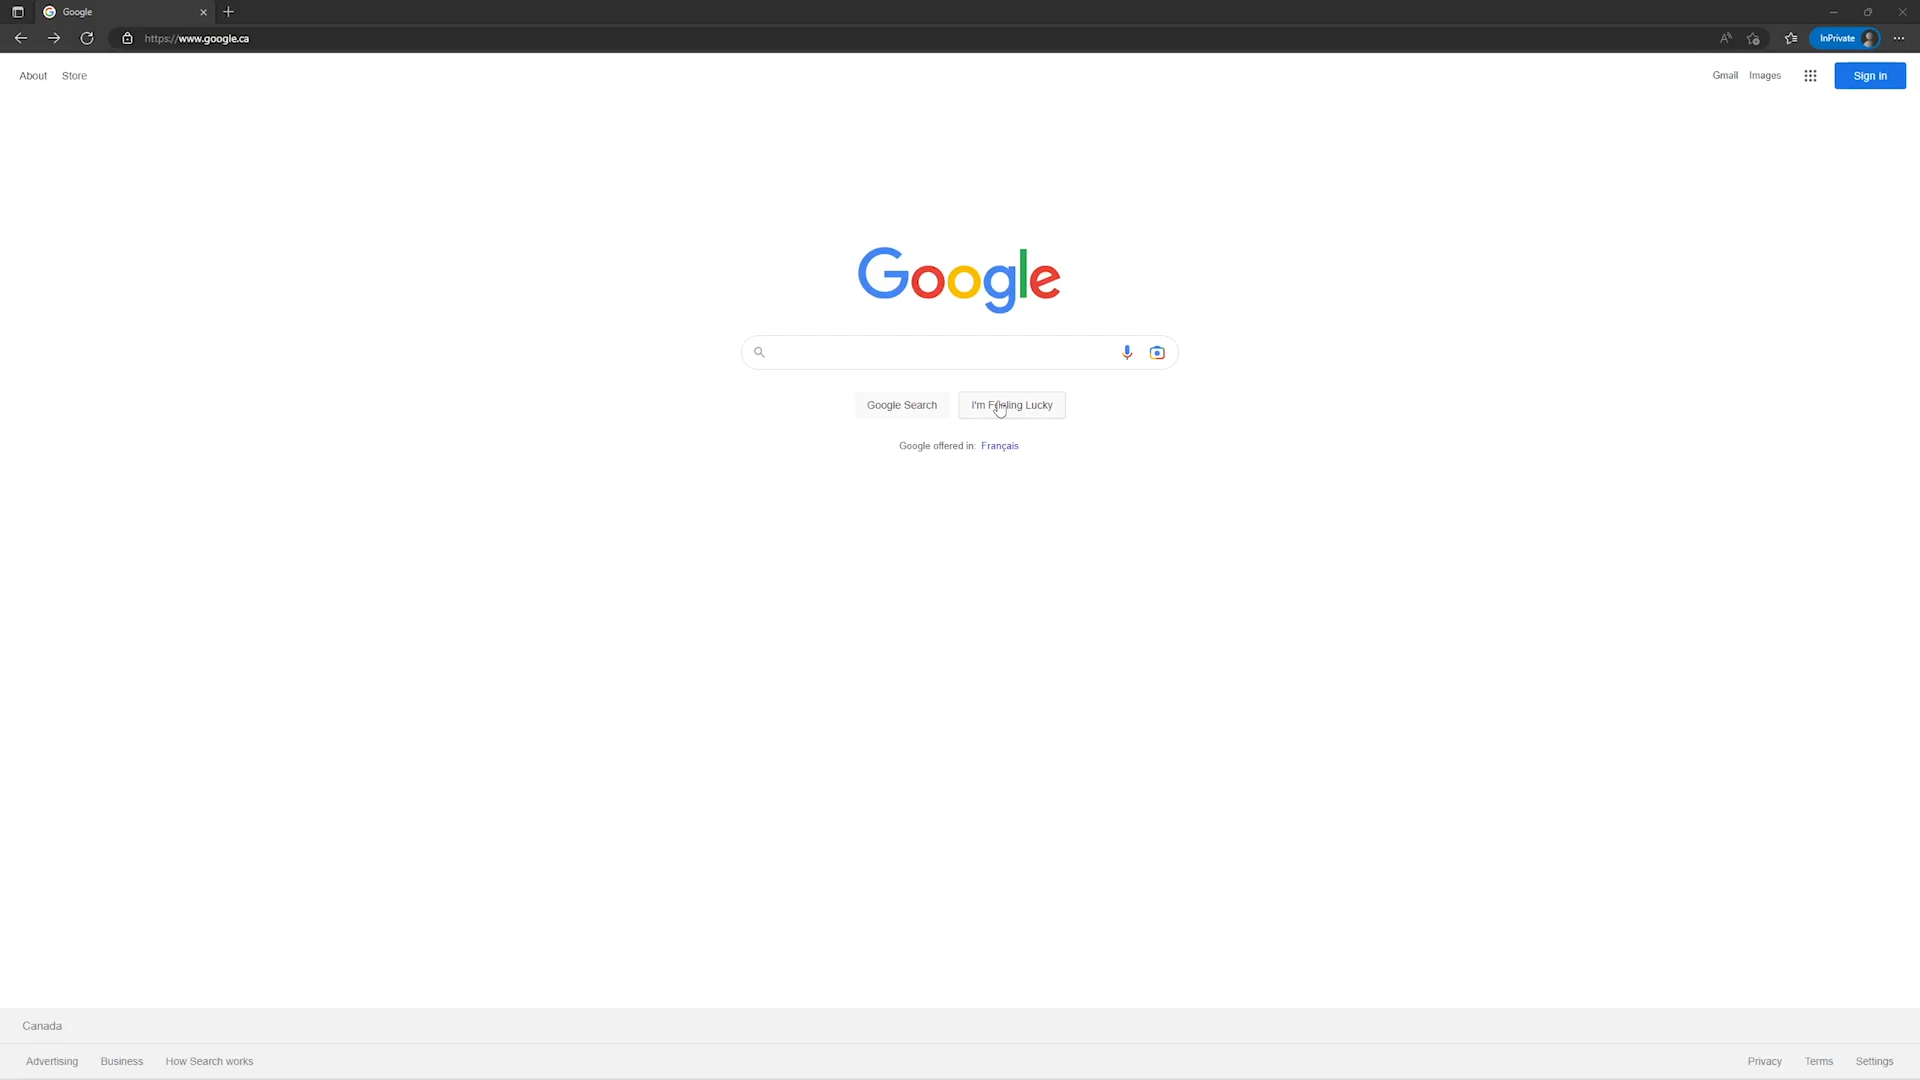 Google
https://www.google.ca
InPrivate
About Store
Gmail Images Sign in
Google
Google Search I'm Feeling Lucky
Google offered in: Français
Canada
Advertising Business How Search works
Privacy Terms Settings